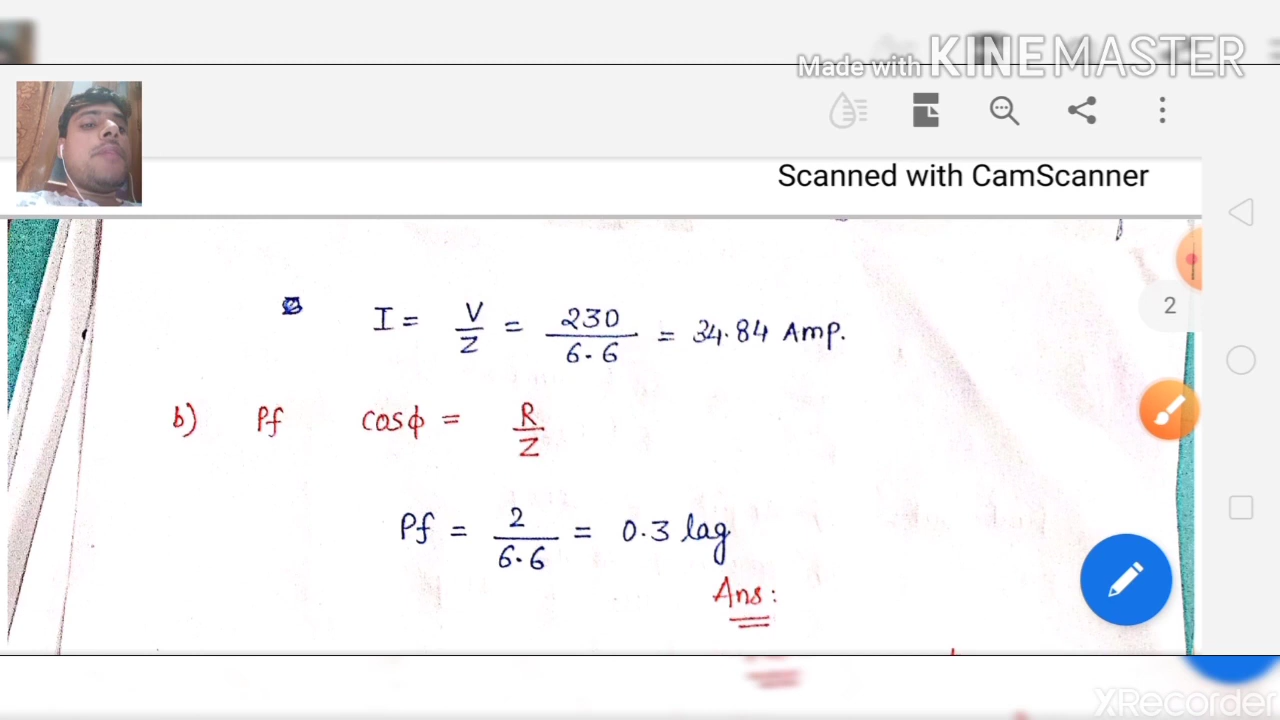 Made with KINEMASTER
Scanned with CamScanner
I = V/Z = 230/6.6 = 34.84 Amp.
2
b) Pf cosϕ = R/Z
Pf = 2/6.6 = 0.3 lag
Ans:
XRecorder